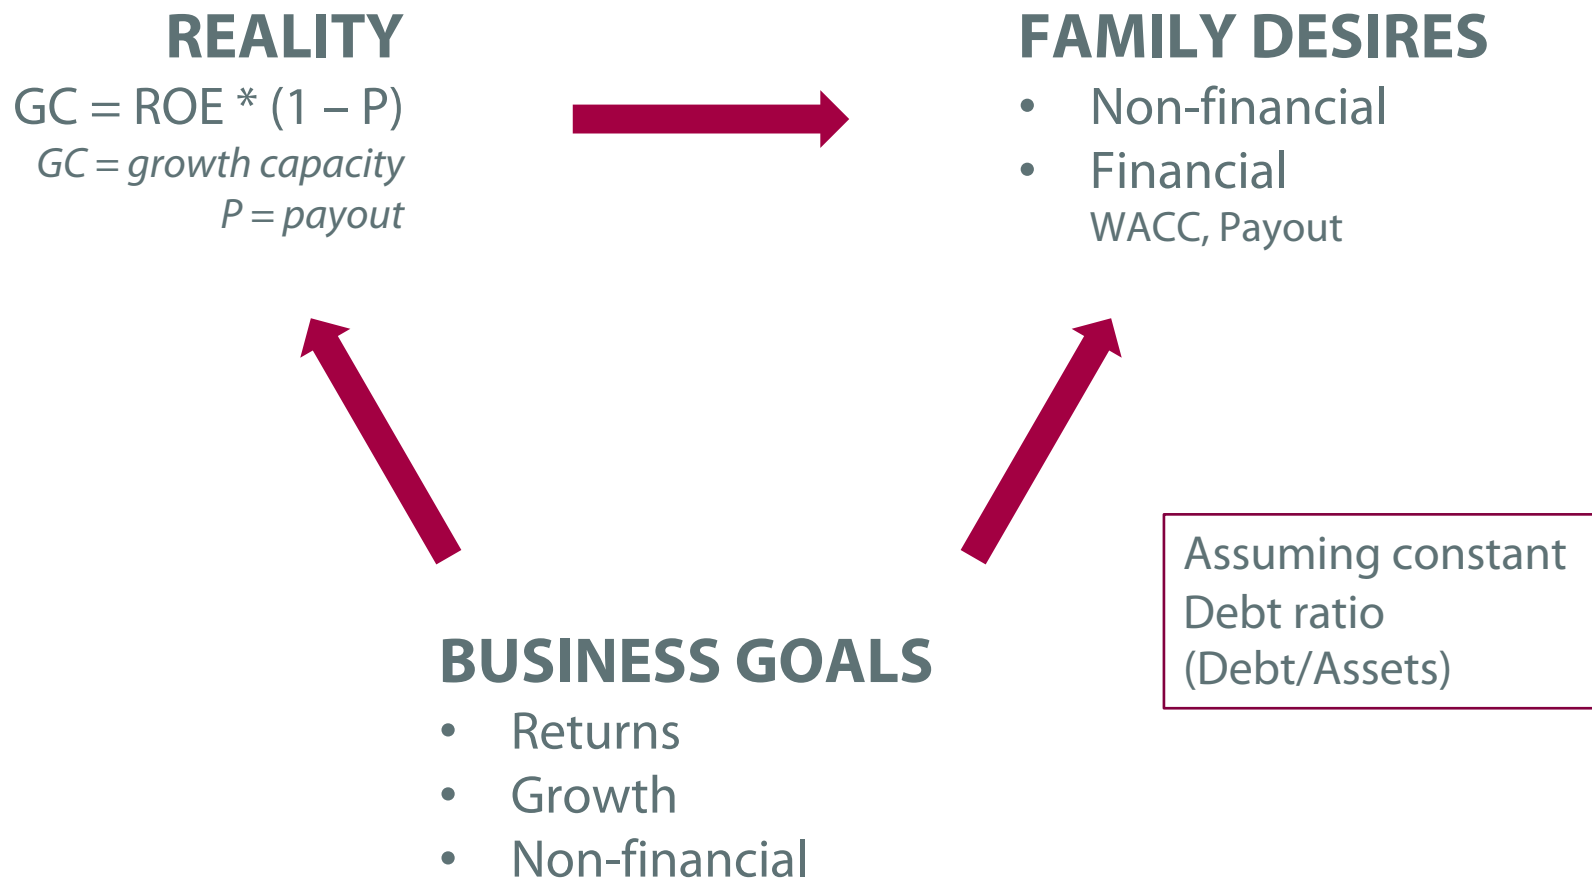 REALITY
GC = ROE * (1 – P)
GC = growth capacity
P = payout
FAMILY DESIRES
• Non-financial
• Financial
WACC, Payout
Assuming constant
Debt ratio
(Debt/Assets)
BUSINESS GOALS
• Returns
• Growth
• Non-financial